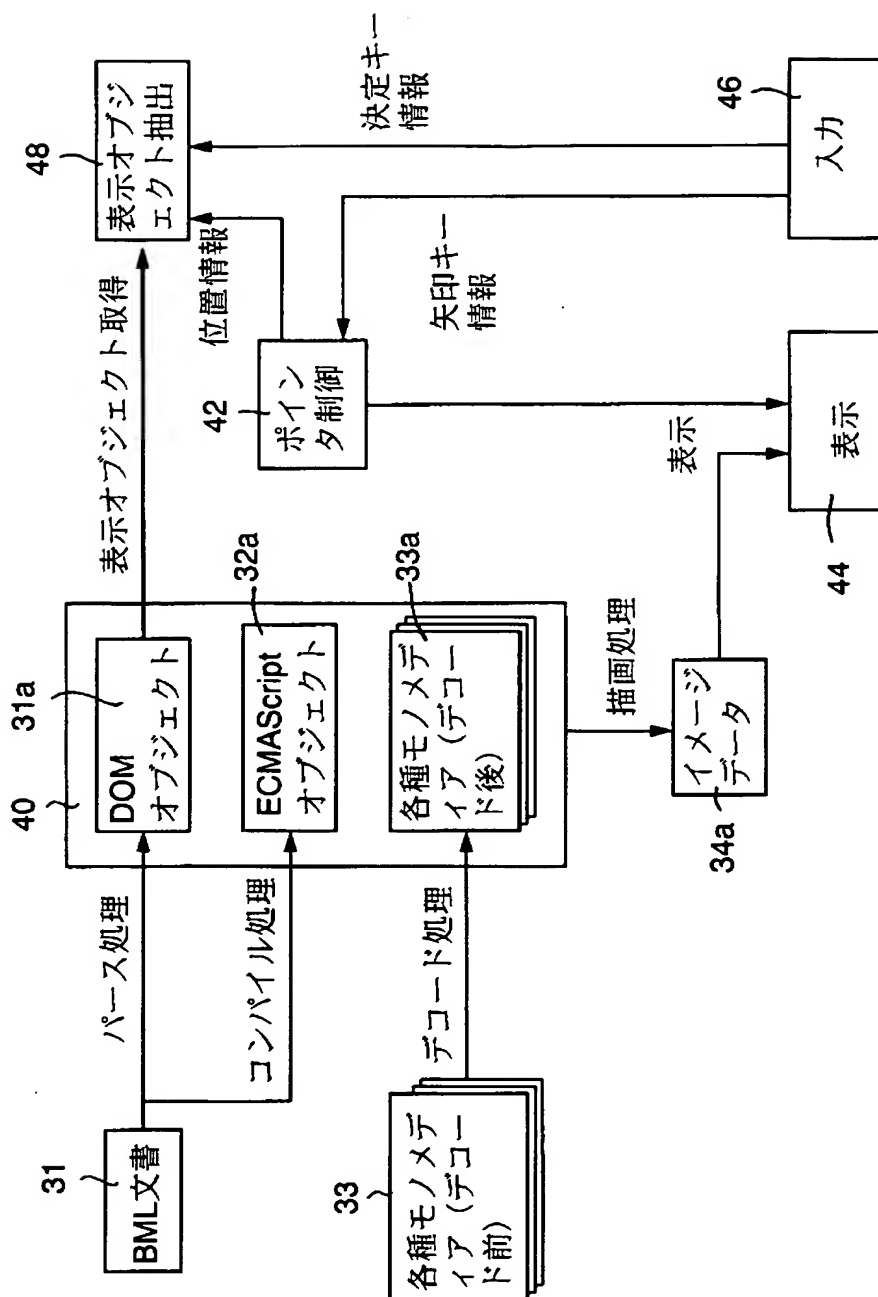 31
BML文書
パース処理
コンパイル処理
33
各種モノメデ
ィア（デコー
ド前）
デコード処理
40
31a
DOM
オブジェクト
32a
ECMAScript
オブジェクト
33a
各種モノメデ
ィア（デコー
ド後）
表示オブジェクト取得
48
表示オブジ
ェクト抽出
位置情報
42
ポイン
タ制御
決定キー
情報
矢印キー
情報
46
入力
描画処理
34a
イメージ
データ
表示
44
表示